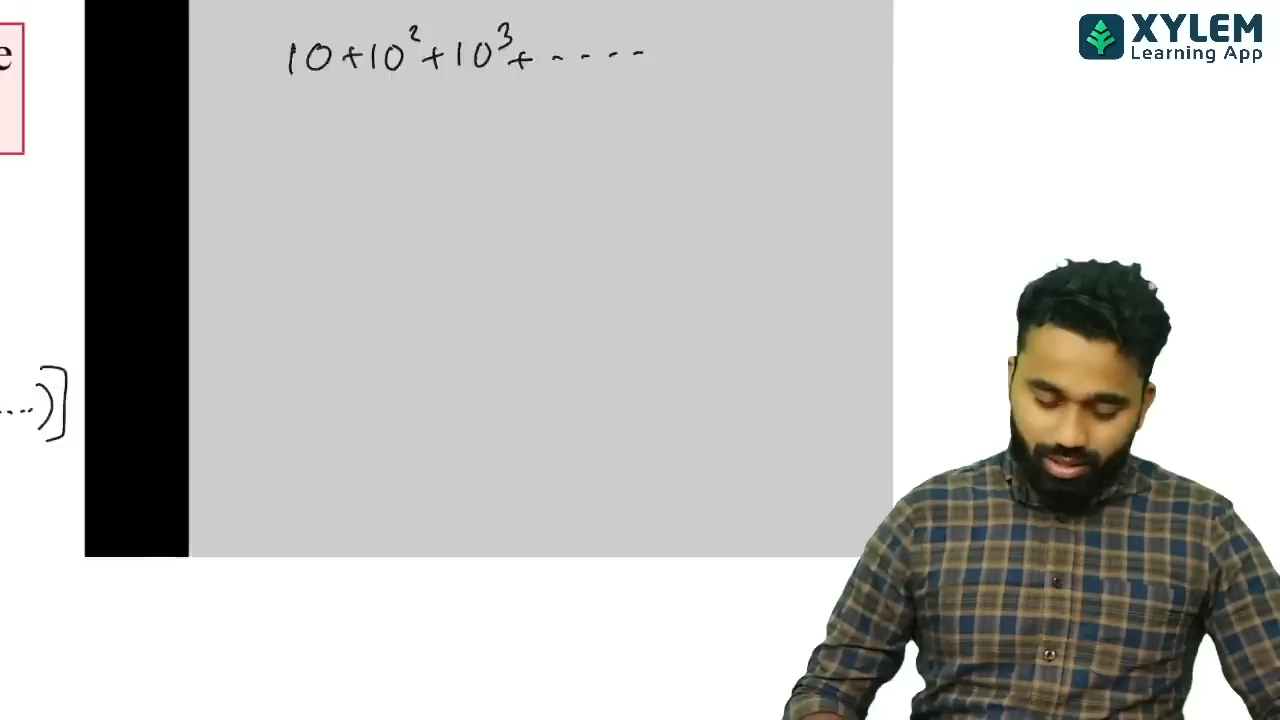 e
10+10²+10³+-----
....)]
XYLEM
Learning App